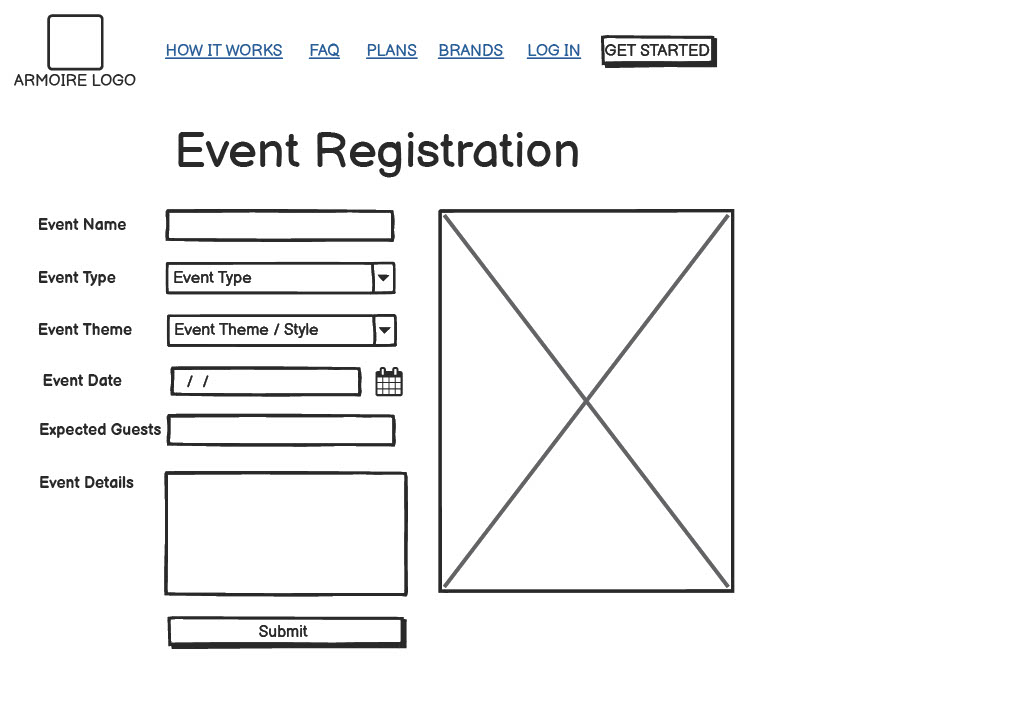 HOW IT WORKS FAQ PLANS BRANDS LOG IN GET STARTED
ARMOIRE LOGO
Event Registration
Event Name
Event Type Event Type
Event Theme Event Theme / Style
Event Date / /
Expected Guests
Event Details
Submit